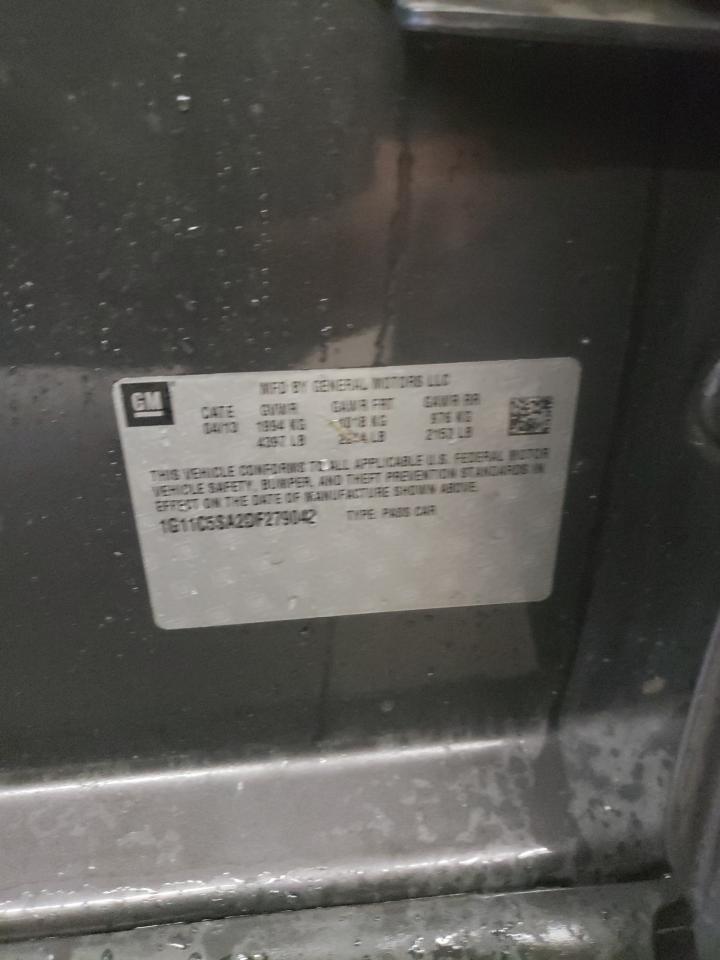 GM
MFD BY GENERAL MOTORS LLC
DATE GVWR GAWR FRT GAWR RR
04/13 1994 KG 1018 KG 976 KG
4397 LB LB 2153 LB
THIS VEHICLE CONFORMS TO ALL APPLICABLE U.S. FEDERAL MOTOR
VEHICLE SAFETY, BUMPER, AND THEFT PREVENTION STANDARDS IN
EFFECT ON THE DATE OF MANUFACTURE SHOWN ABOVE.
1G11C5SA2DF279042 TYPE: PASS CAR